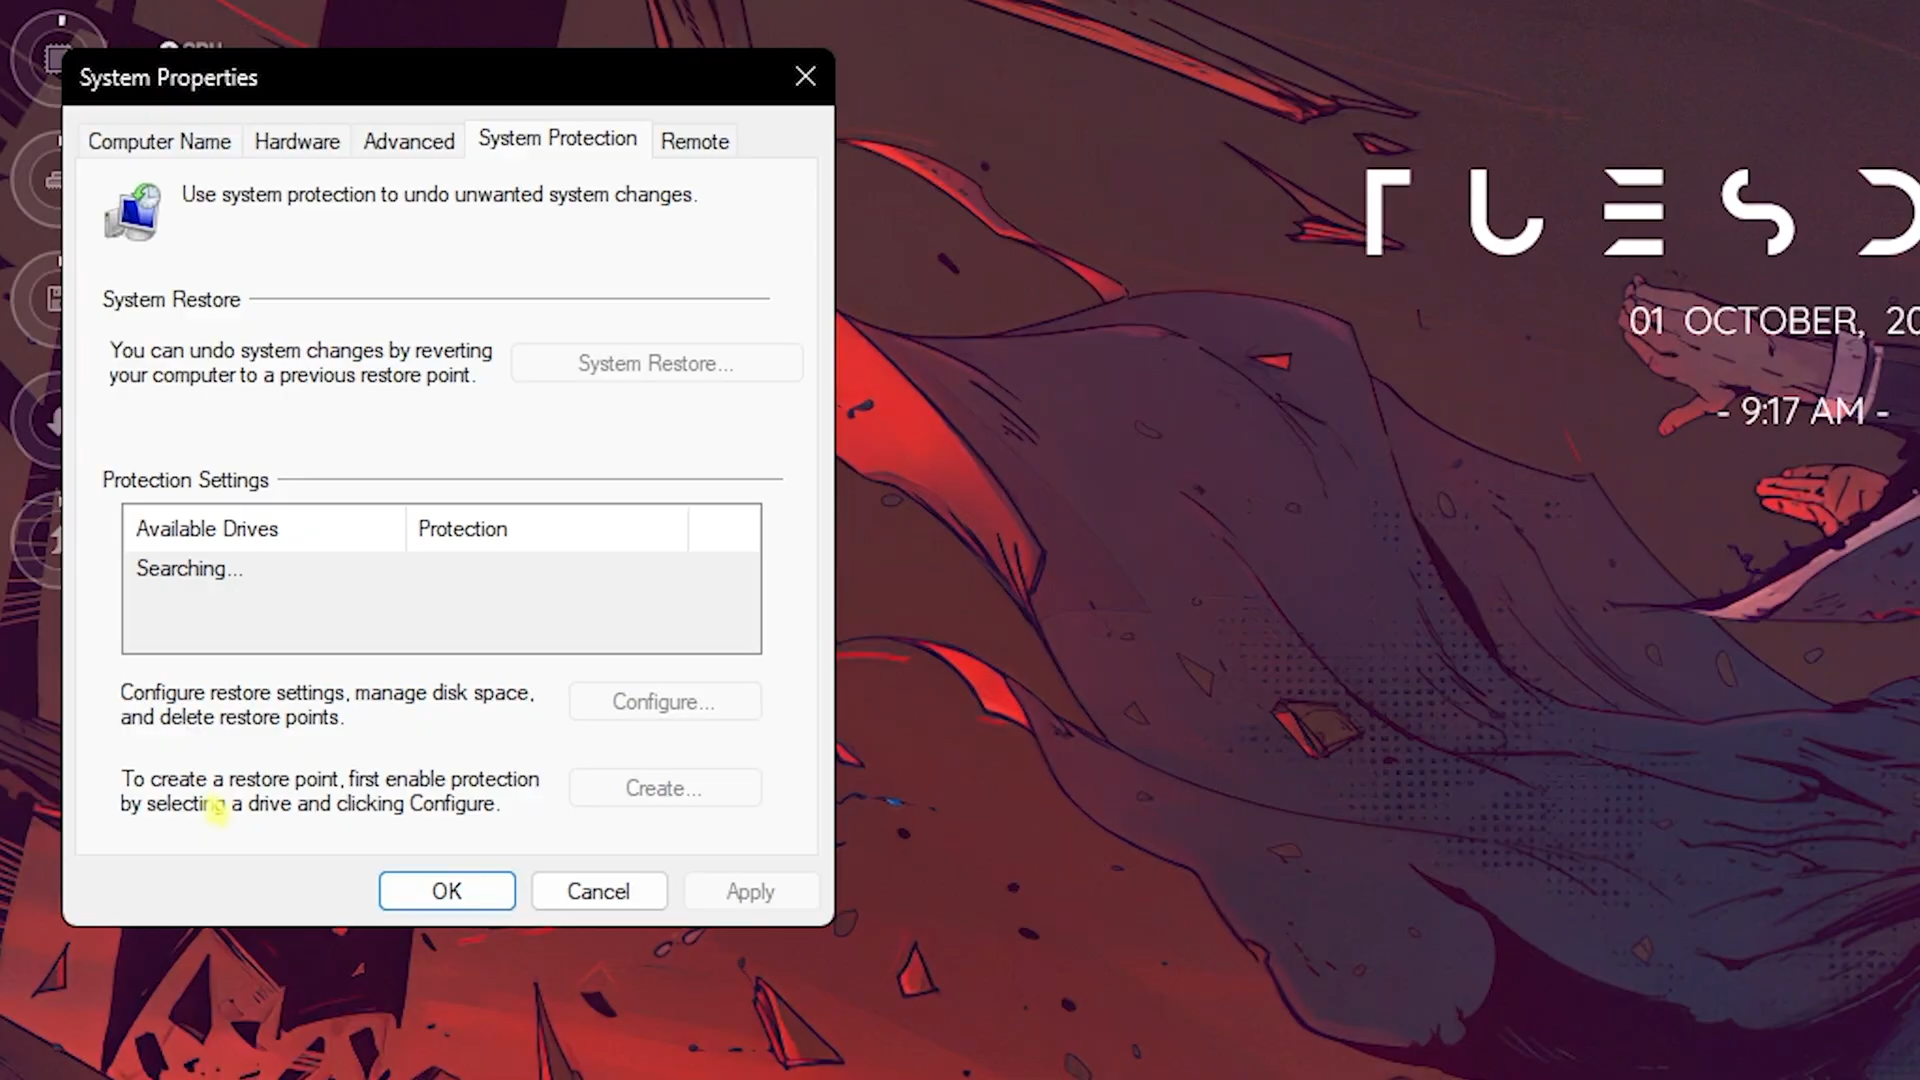 System Properties
Computer Name
Hardware
Advanced
System Protection
Remote
Use system protection to undo unwanted system changes.
System Restore
You can undo system changes by reverting
your computer to a previous restore point.
System Restore...
Protection Settings
Available Drives
Protection
Searching...
Configure restore settings, manage disk space,
and delete restore points.
Configure...
To create a restore point, first enable protection
by selecting a drive and clicking Configure.
Create...
OK
Cancel
Apply
TUESD
01 OCTOBER, 20
- 9:17 AM -